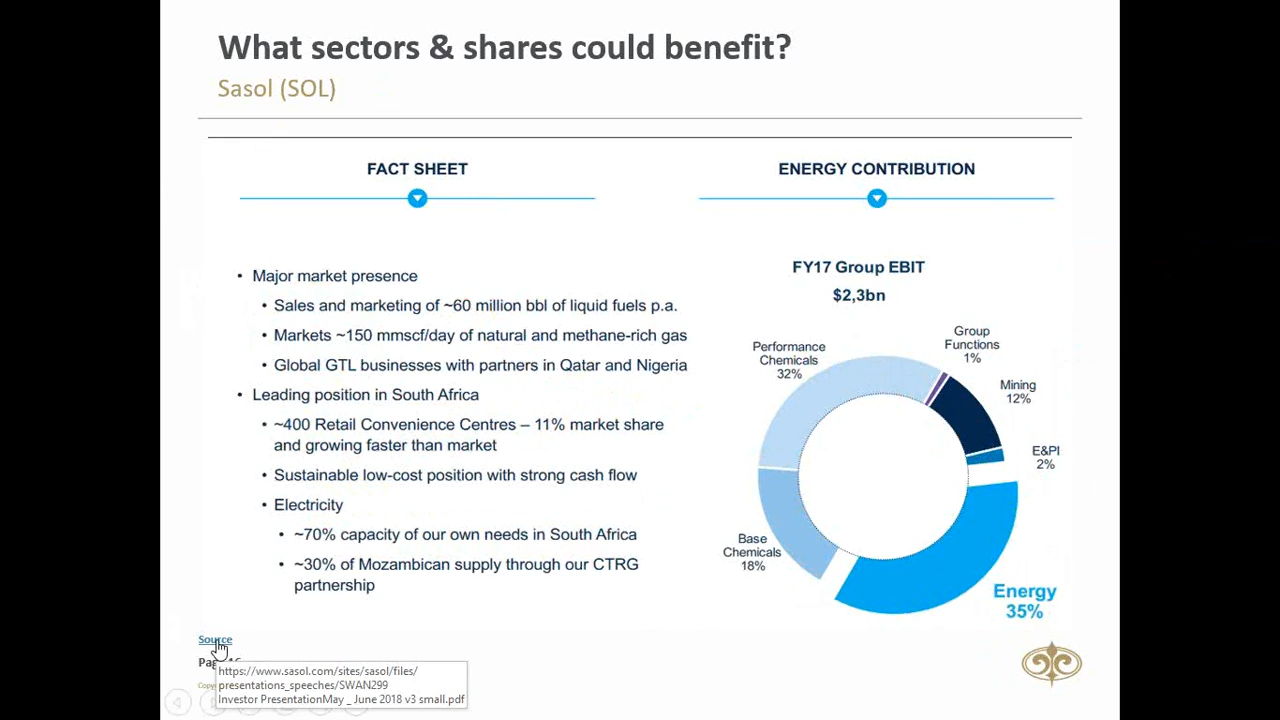 What sectors & shares could benefit?
Sasol (SOL)
FACT SHEET
ENERGY CONTRIBUTION
• Major market presence
• Sales and marketing of ~60 million bbl of liquid fuels p.a.
• Markets ~150 mmscf/day of natural and methane-rich gas
• Global GTL businesses with partners in Qatar and Nigeria
• Leading position in South Africa
• ~400 Retail Convenience Centres – 11% market share
and growing faster than market
• Sustainable low-cost position with strong cash flow
• Electricity
• ~70% capacity of our own needs in South Africa
• ~30% of Mozambican supply through our CTRG
partnership
FY17 Group EBIT
$2,3bn
Performance
Chemicals
32%
Group
Functions
1%
Mining
12%
E&PI
2%
Base
Chemicals
18%
Energy
35%
Source
https://www.sasol.com/sites/sasol/files/
presentations_speeches/SWAN299
Investor PresentationMay _ June 2018 v3 small.pdf